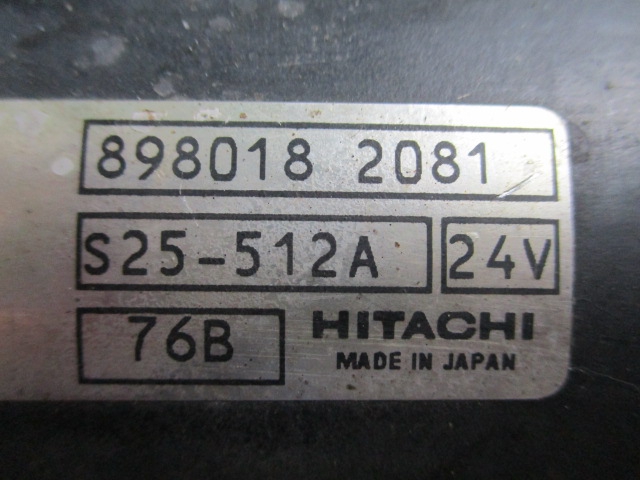 898018 2081
S25-512A 24V
76B HITACHI
MADE IN JAPAN